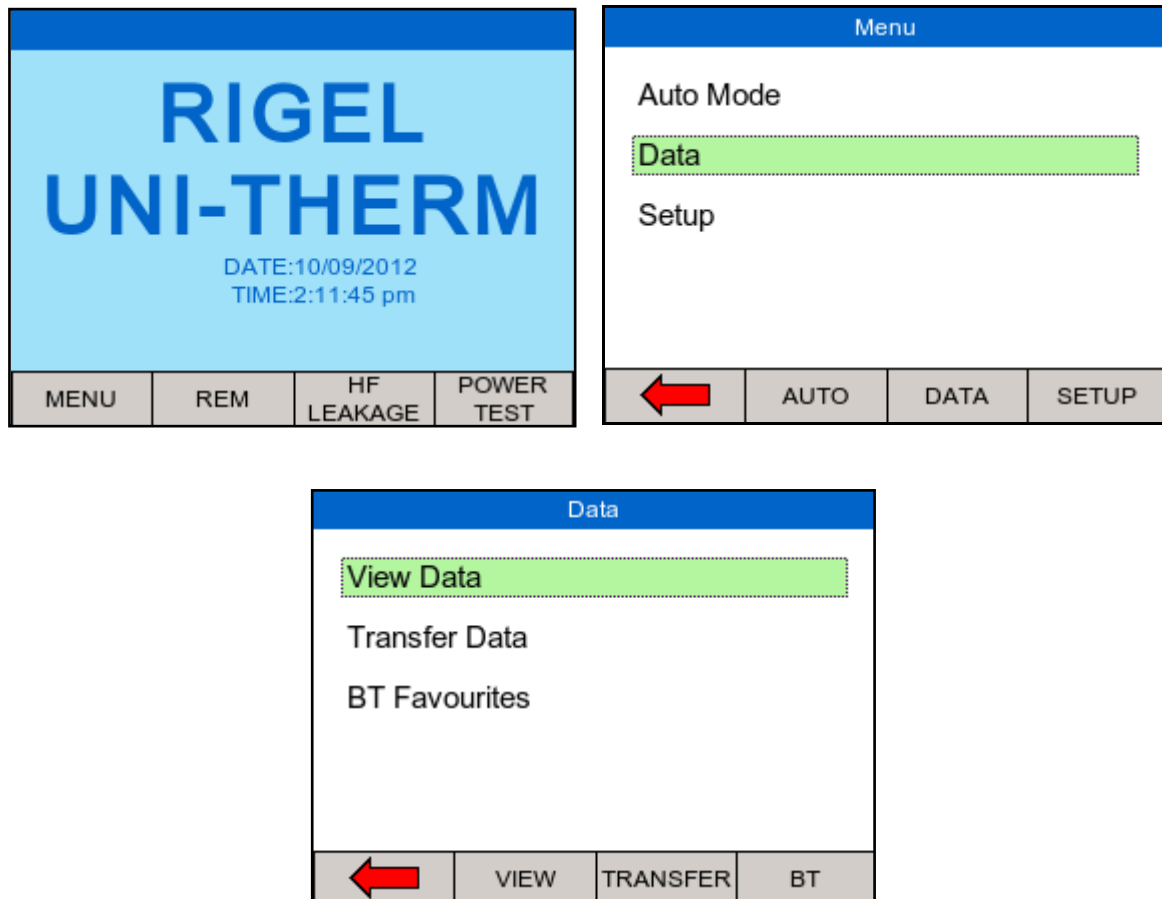 RIGEL
UNI-THERM
DATE:10/09/2012
TIME:2:11:45 pm
MENU
REM
HF
LEAKAGE
POWER
TEST
Menu
Auto Mode
Data
Setup
AUTO
DATA
SETUP
Data
View Data
Transfer Data
BT Favourites
VIEW
TRANSFER
BT